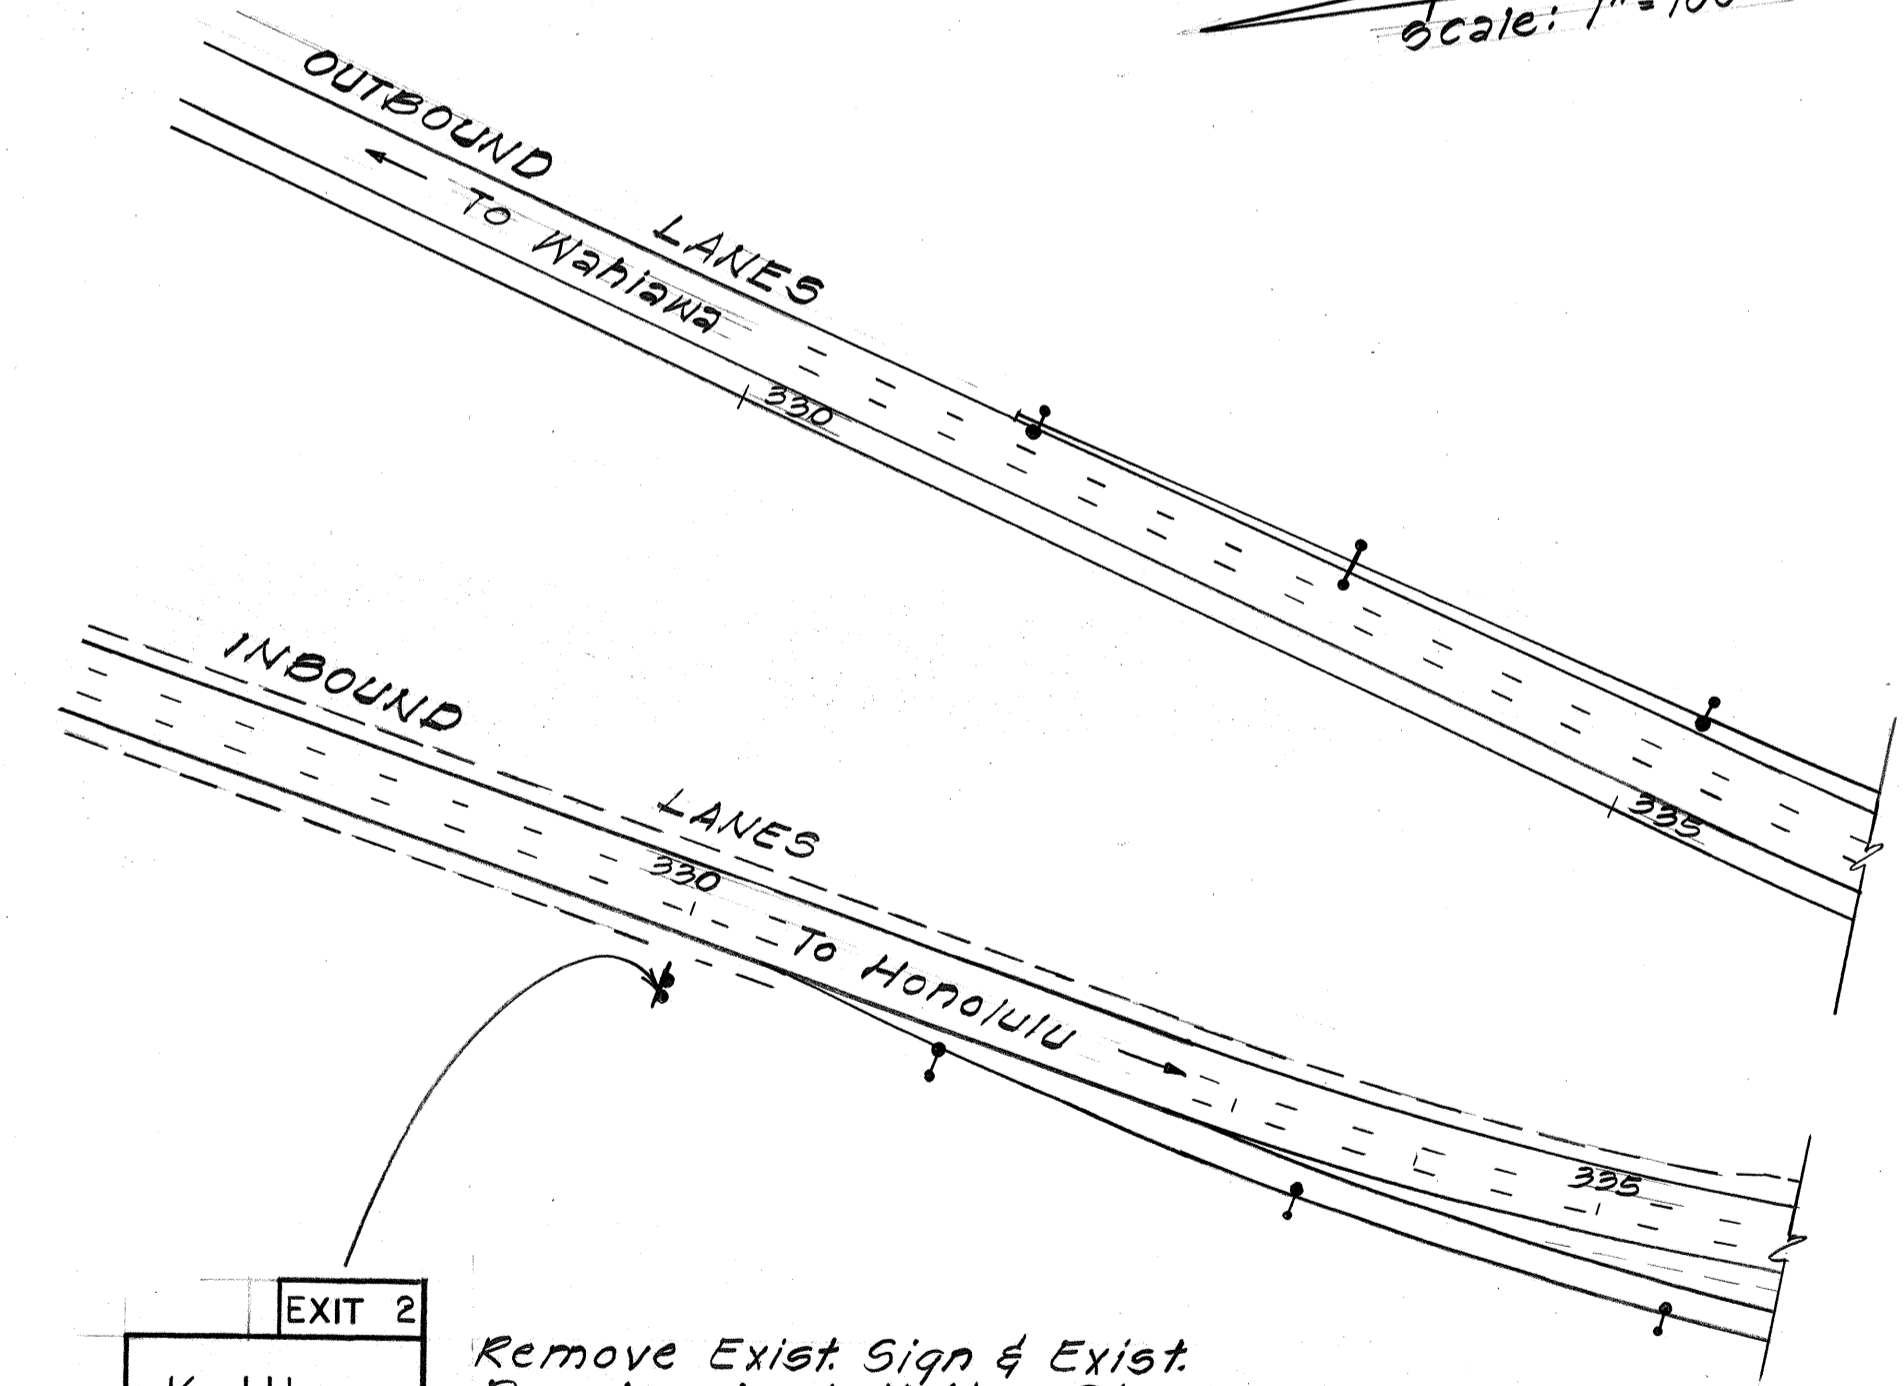 Scale: 1" = 100'
OUTBOUND LANES
To Wahiawa
330
335
INBOUND LANES
330
To Honolulu
335
EXIT 2
Remove Exist. Sign & Exist.